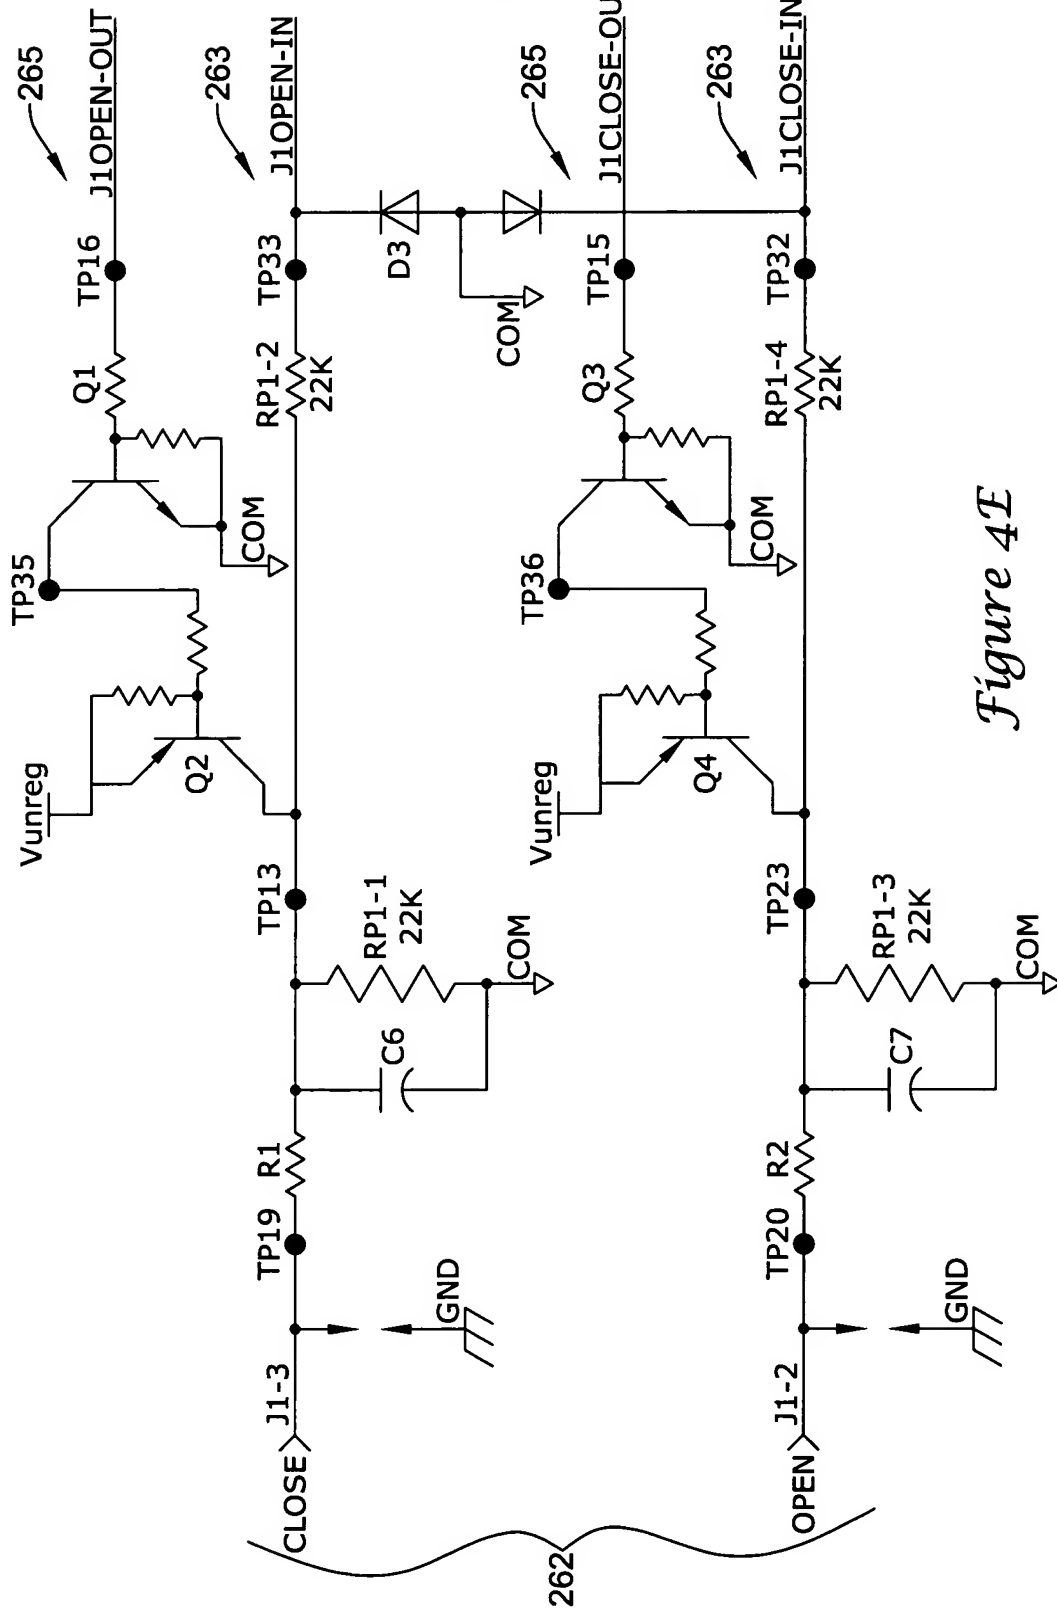 265
J1OPEN-OUT
TP16
Q1
TP35
COM
Vunreg
Q2
263
J1OPEN-IN
TP33
RP1-2
22K
TP13
RP1-1
22K
COM
C6
R1
TP19
GND
J1-3
CLOSE
D3
COM
265
J1CLOSE-OU
TP15
Q3
TP36
COM
Vunreg
Q4
263
J1CLOSE-IN
TP32
RP1-4
22K
TP23
RP1-3
22K
COM
C7
R2
TP20
GND
J1-2
OPEN
262
Figure 4E